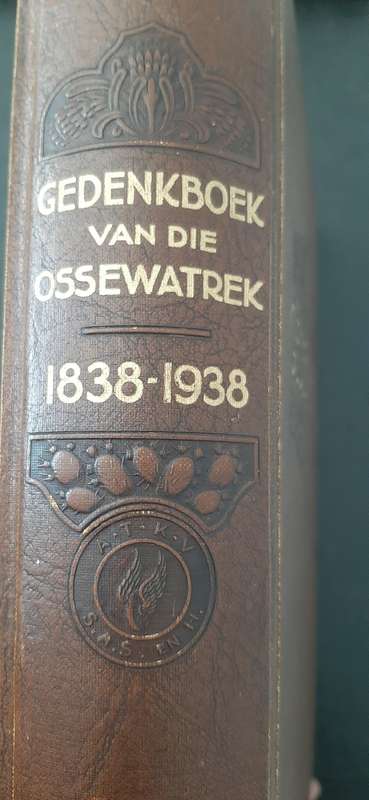 GEDENKBOEK
VAN DIE
OSSEWATREK
1838-1938
A·T·K·V
S.A.S. EN H.